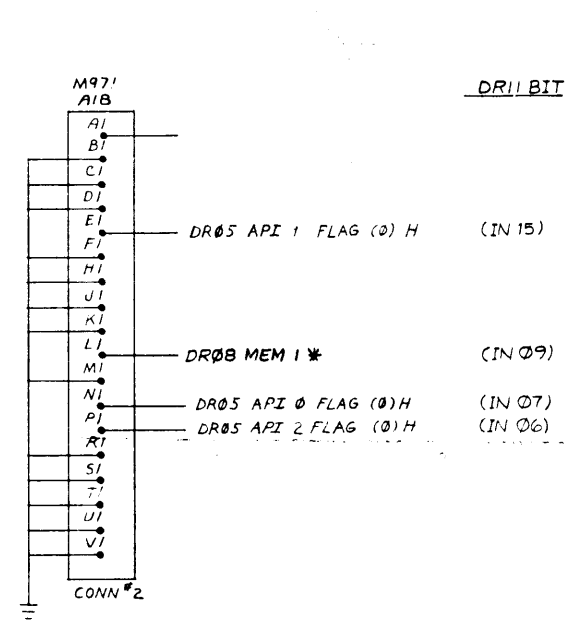 M971
A1B
DR11 BIT
A1
B1
C1
D1
E1
DRØ5 API 1 FLAG (0) H (IN 15)
F1
H1
J1
K1
L1
DRØ8 MEM 1 * (IN Ø9)
M1
N1
DRØ5 API Ø FLAG (Ø) H (IN Ø7)
P1
DRØ5 API 2 FLAG (Ø) H (IN Ø6)
R1
S1
T1
U1
V1
CONN #2